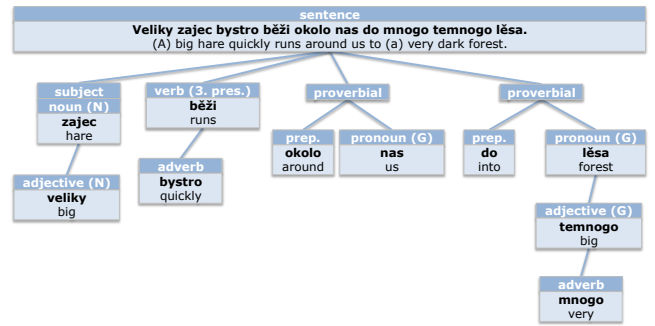 sentence
Veliky zajec bystro běži okolo nas do mnogo temnogo lěsa.
(A) big hare quickly runs around us to (a) very dark forest.
subject
noun (N)
zajec
hare
adjective (N)
veliky
big
verb (3. pres.)
běži
runs
adverb
bystro
quickly
proverbial
prep.
okolo
around
pronoun (G)
nas
us
proverbial
prep.
do
into
pronoun (G)
lěsa
forest
adjective (G)
temnogo
big
adverb
mnogo
very